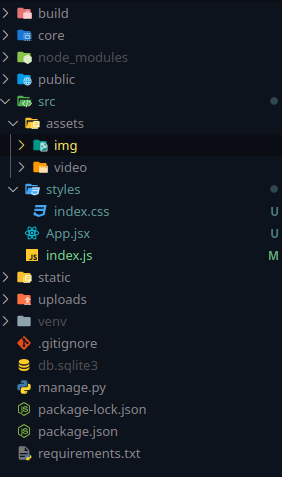 build
core
node_modules
public
src
assets
img
video
styles
index.css U
App.jsx U
JS index.js M
static
uploads
venv
.gitignore
db.sqlite3
manage.py
package-lock.json
package.json
requirements.txt